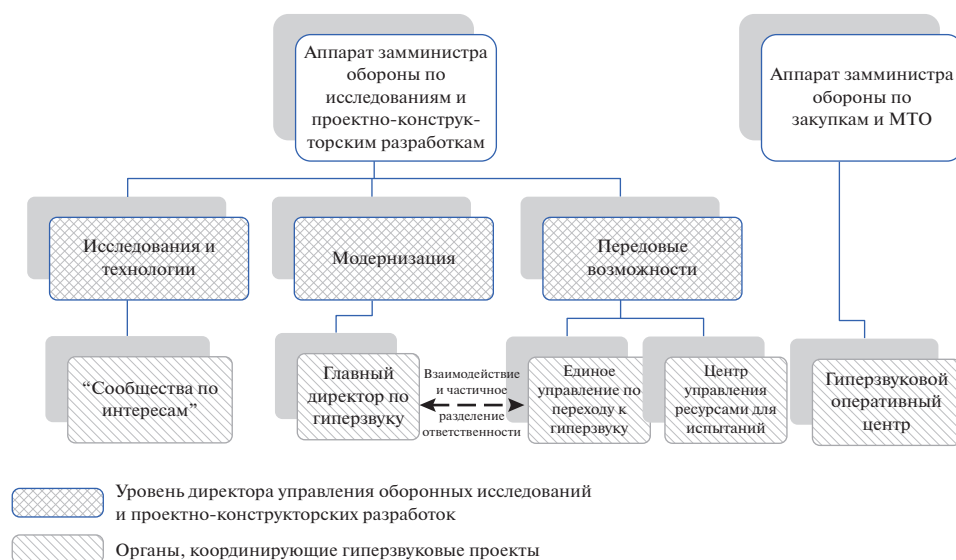 Аппарат замминистра
обороны по
исследованиям и
проектно-конструк-
торским разработкам
Аппарат замминистра
обороны по
закупкам и МТО
Исследования и
технологии
Модернизация
Передовые
возможности
“Сообщества по
интересам”
Главный
директор по
гиперзвуку
Взаимодействие
и частичное
разделение
ответственности
Единое
управление по
переходу к
гиперзвуку
Центр
управления
ресурсами для
испытаний
Гиперзвуковой
оперативный
центр
Уровень директора управления оборонных исследований
и проектно-конструкторских разработок
Органы, координирующие гиперзвуковые проекты